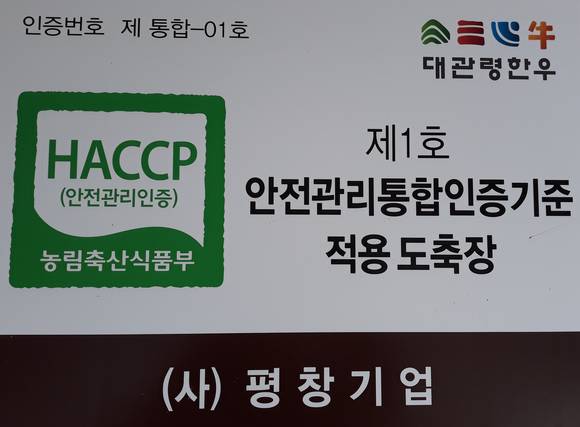 인증번호 제 통합-01호
대관령한우
HACCP
(안전관리인증)
농림축산식품부
제1호
안전관리통합인증기준
적용 도축장
(사) 평창기업